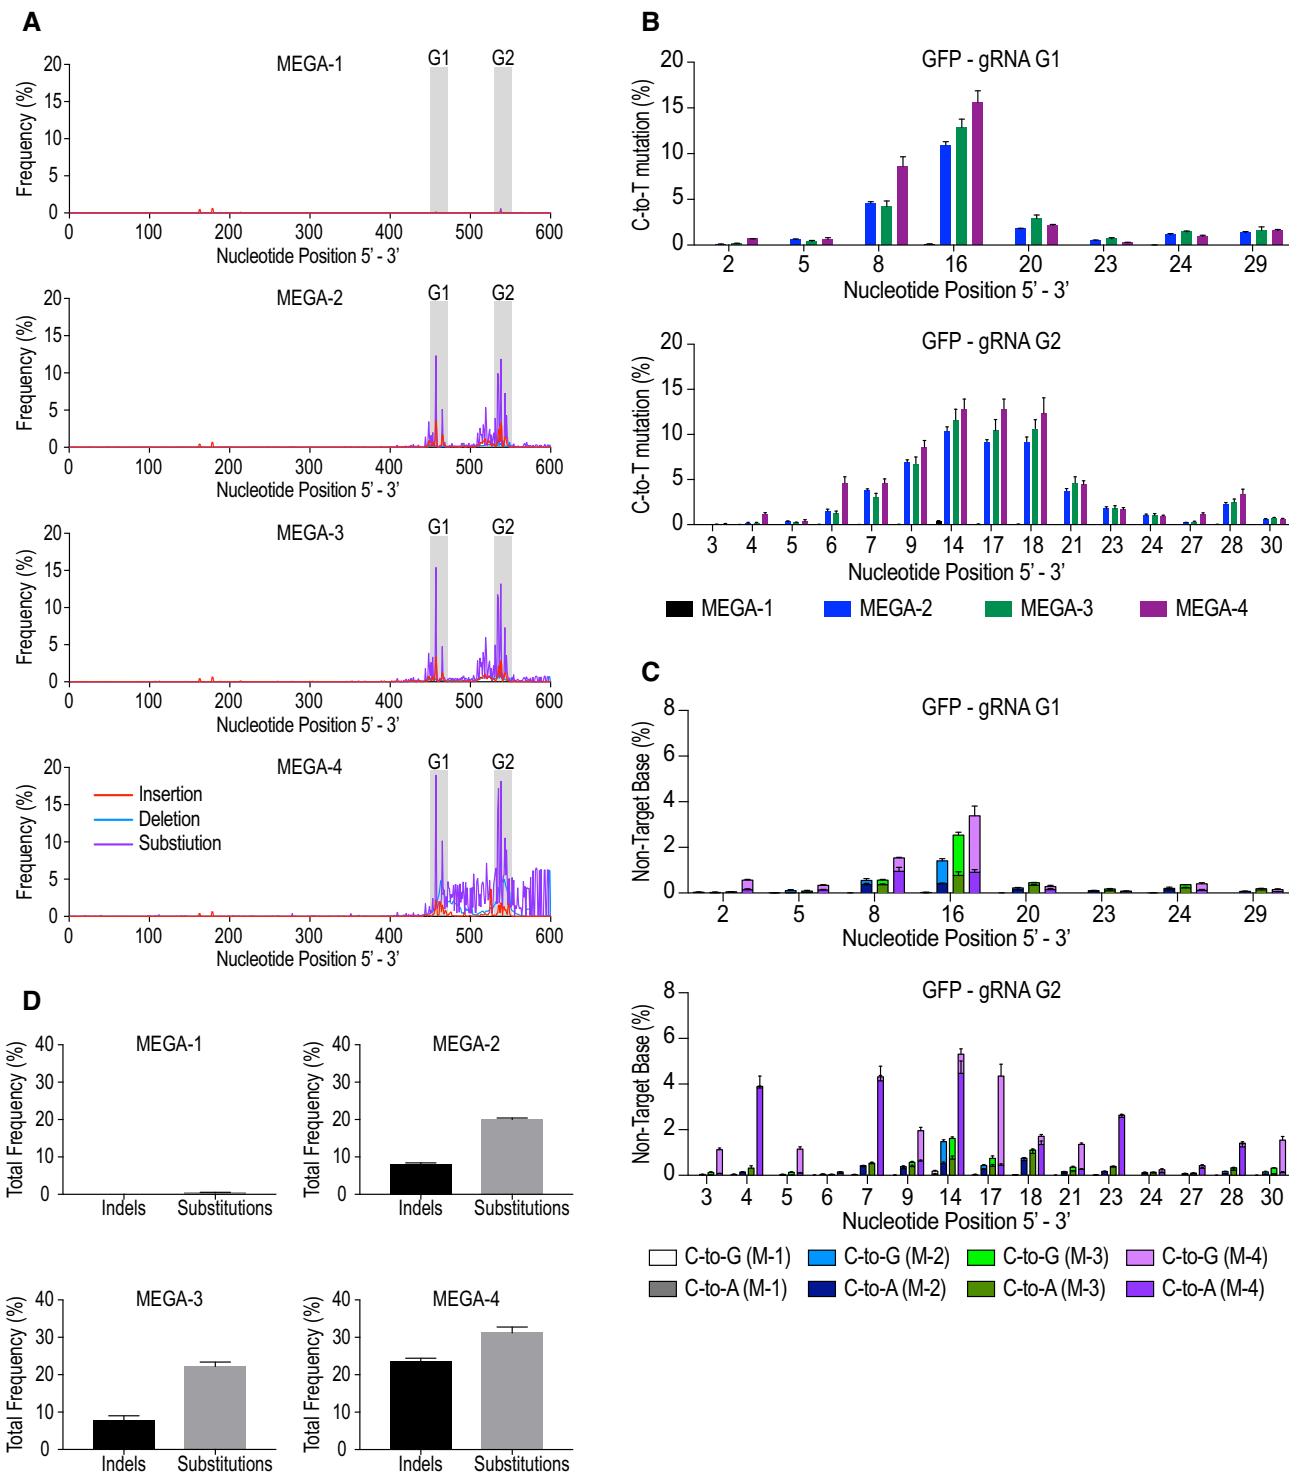 A
MEGA-1
G1
G2
Frequency (%)
20
15
10
5
0
0 100 200 300 400 500 600
Nucleotide Position 5’ - 3’
MEGA-2
G1
G2
Frequency (%)
20
15
10
5
0
0 100 200 300 400 500 600
Nucleotide Position 5’ - 3’
MEGA-3
G1
G2
Frequency (%)
20
15
10
5
0
0 100 200 300 400 500 600
Nucleotide Position 5’ - 3’
MEGA-4
G1
G2
Frequency (%)
20
15
10
5
0
Insertion
Deletion
Substiution
0 100 200 300 400 500 600
Nucleotide Position 5’ - 3’
B
GFP - gRNA G1
C-to-T mutation (%)
20
15
10
5
0
2 5 8 16 20 23 24 29
Nucleotide Position 5’ - 3’
GFP - gRNA G2
C-to-T mutation (%)
20
15
10
5
0
3 4 5 6 7 9 14 17 18 21 23 24 27 28 30
Nucleotide Position 5’ - 3’
MEGA-1 MEGA-2 MEGA-3 MEGA-4
C
GFP - gRNA G1
Non-Target Base (%)
8
6
4
2
0
2 5 8 16 20 23 24 29
Nucleotide Position 5’ - 3’
GFP - gRNA G2
Non-Target Base (%)
8
6
4
2
0
3 4 5 6 7 9 14 17 18 21 23 24 27 28 30
Nucleotide Position 5’ - 3’
C-to-G (M-1) C-to-G (M-2) C-to-G (M-3) C-to-G (M-4)
C-to-A (M-1) C-to-A (M-2) C-to-A (M-3) C-to-A (M-4)
D
MEGA-1
Total Frequency (%)
40
30
20
10
0
Indels Substitutions
MEGA-2
Total Frequency (%)
40
30
20
10
0
Indels Substitutions
MEGA-3
Total Frequency (%)
40
30
20
10
0
Indels Substitutions
MEGA-4
Total Frequency (%)
40
30
20
10
0
Indels Substitutions